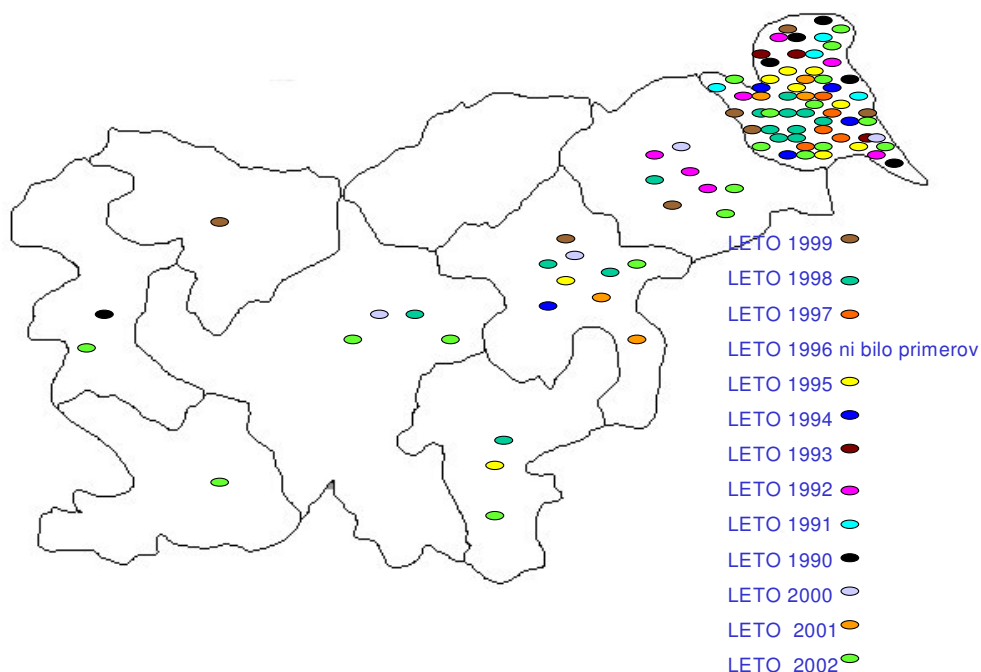 LETO 1999
LETO 1998
LETO 1997
LETO 1996 ni bilo primerov
LETO 1995
LETO 1994
LETO 1993
LETO 1992
LETO 1991
LETO 1990
LETO 2000
LETO 2001
LETO 2002